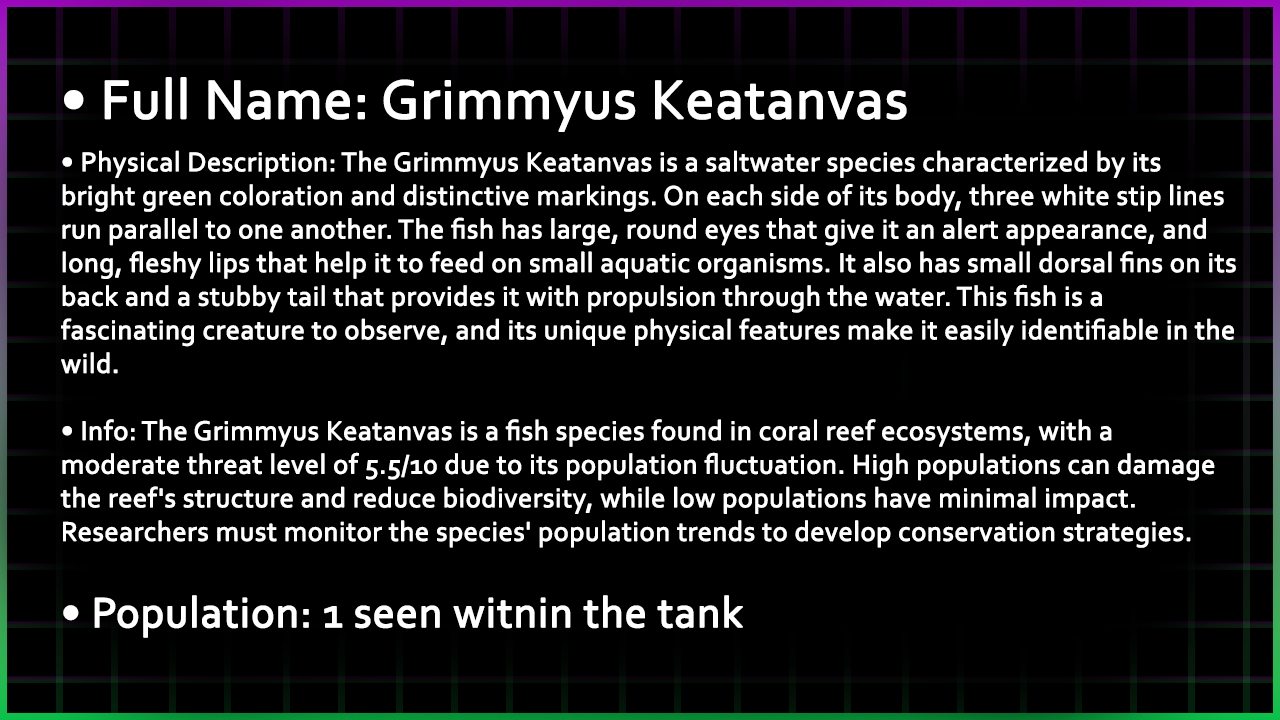 • Full Name: Grimmyus Keatanvas
• Physical Description: The Grimmyus Keatanvas is a saltwater species characterized by its
bright green coloration and distinctive markings. On each side of its body, three white stip lines
run parallel to one another. The fish has large, round eyes that give it an alert appearance, and
long, fleshy lips that help it to feed on small aquatic organisms. It also has small dorsal fins on its
back and a stubby tail that provides it with propulsion through the water. This fish is a
fascinating creature to observe, and its unique physical features make it easily identifiable in the
wild.
• Info: The Grimmyus Keatanvas is a fish species found in coral reef ecosystems, with a
moderate threat level of 5.5/10 due to its population fluctuation. High populations can damage
the reef's structure and reduce biodiversity, while low populations have minimal impact.
Researchers must monitor the species' population trends to develop conservation strategies.
• Population: 1 seen witnin the tank